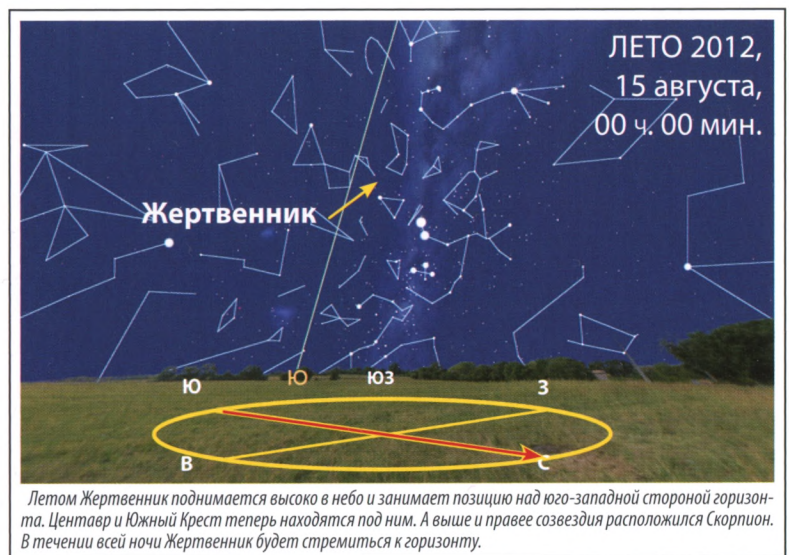 ЛЕТО 2012,
15 августа,
00 ч. 00 мин.
Жертвенник
Ю
Ю
ЮЗ
З
В
С
Летом Жертвенник поднимается высоко в небо и занимает позицию над юго-западной стороной горизон-
та. Центавр и Южный Крест теперь находятся под ним. А выше и правее созвездия расположился Скорпион.
В течении всей ночи Жертвенник будет стремиться к горизонту.